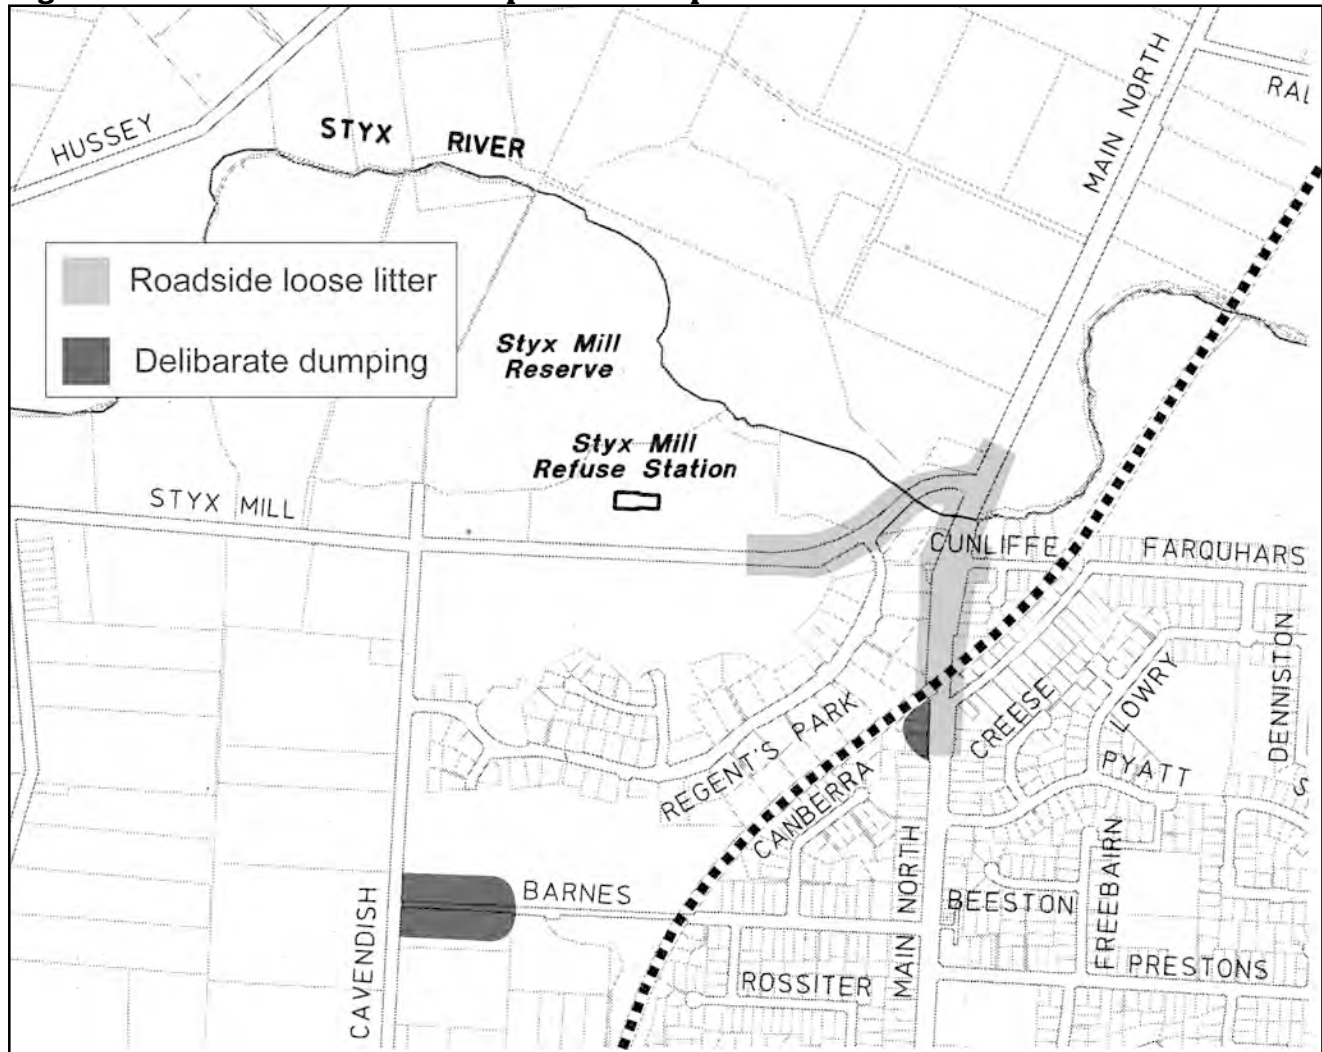 HUSSEY
STYX RIVER
MAIN NORTH
Roadside loose litter
Delibarate dumping
Styx Mill
Reserve
Styx Mill
Refuse Station
STYX MILL
CUNLIFFE
FARQUHARS
DENNISTON
LOWRY
CREESE
PYATT
REGENT'S PARK
CANBERRA
CAVENDISH
BARNES
MAIN NORTH
BEESTON
FREEBAIRN
PRESTONS
ROSSITER